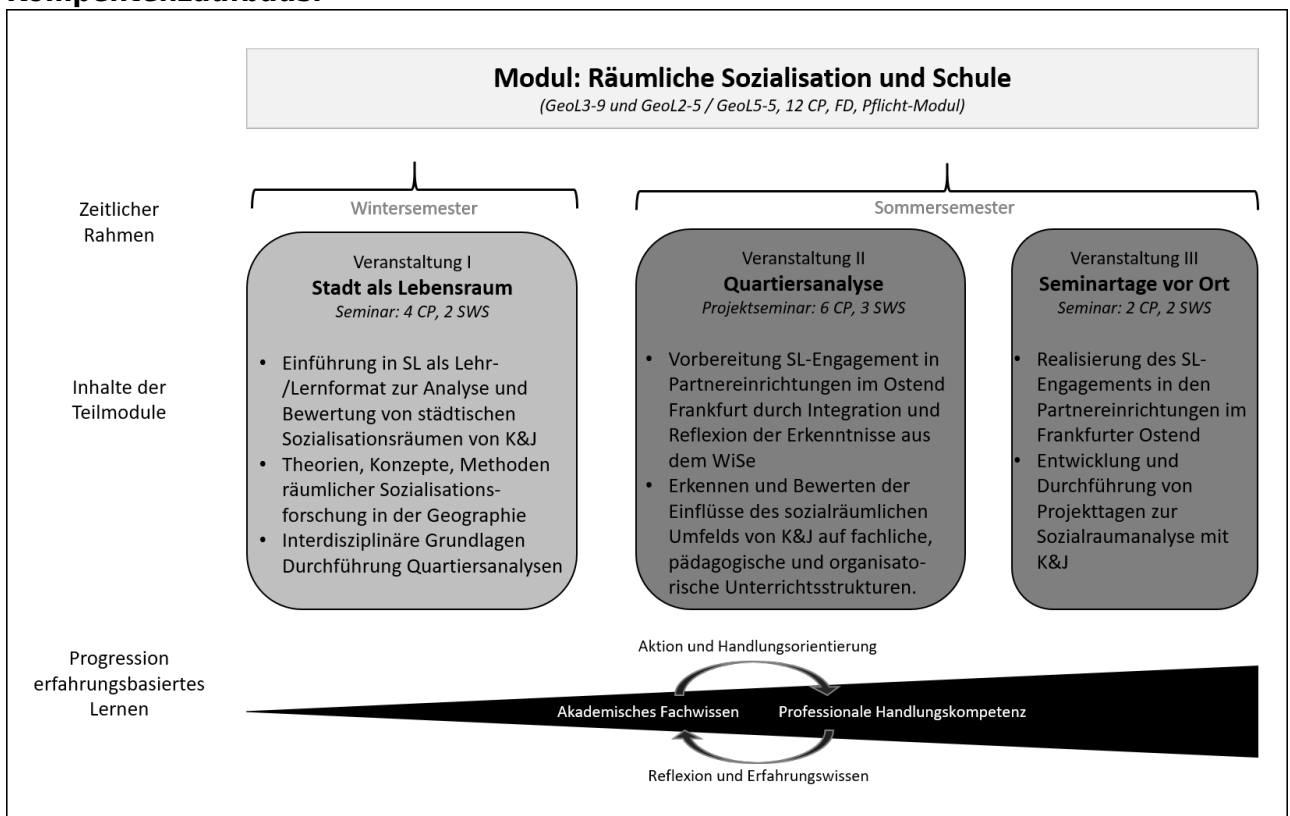 Kompentenzaufbaus:
Modul: Räumliche Sozialisation und Schule
(GeoL3-9 und GeoL2-5 / GeoL5-5, 12 CP, FD, Pflicht-Modul)
Zeitlicher
Rahmen
Wintersemester
Sommersemester
Veranstaltung I
Stadt als Lebensraum
Seminar: 4 CP, 2 SWS
Veranstaltung II
Quartiersanalyse
Projektseminar: 6 CP, 3 SWS
Veranstaltung III
Seminartage vor Ort
Seminar: 2 CP, 2 SWS
Inhalte der
Teilmodule
• Einführung in SL als Lehr-
/Lernformat zur Analyse und
Bewertung von städtischen
Sozialisationsräumen von K&J
• Theorien, Konzepte, Methoden
räumlicher Sozialisations-
forschung in der Geographie
• Interdisziplinäre Grundlagen
Durchführung Quartiersanalysen
• Vorbereitung SL-Engagement in
Partnereinrichtungen im Ostend
Frankfurt durch Integration und
Reflexion der Erkenntnisse aus
dem WiSe
• Erkennen und Bewerten der
Einflüsse des sozialräumlichen
Umfelds von K&J auf fachliche,
pädagogische und organisato-
rische Unterrichtsstrukturen.
• Realisierung des SL-
Engagements in den
Partnereinrichtungen im
Frankfurter Ostend
• Entwicklung und
Durchführung von
Projekttagen zur
Sozialraumanalyse mit
K&J
Progression
erfahrungsbasiertes
Lernen
Aktion und Handlungsorientierung
Akademisches Fachwissen
Professionale Handlungskompetenz
Reflexion und Erfahrungswissen